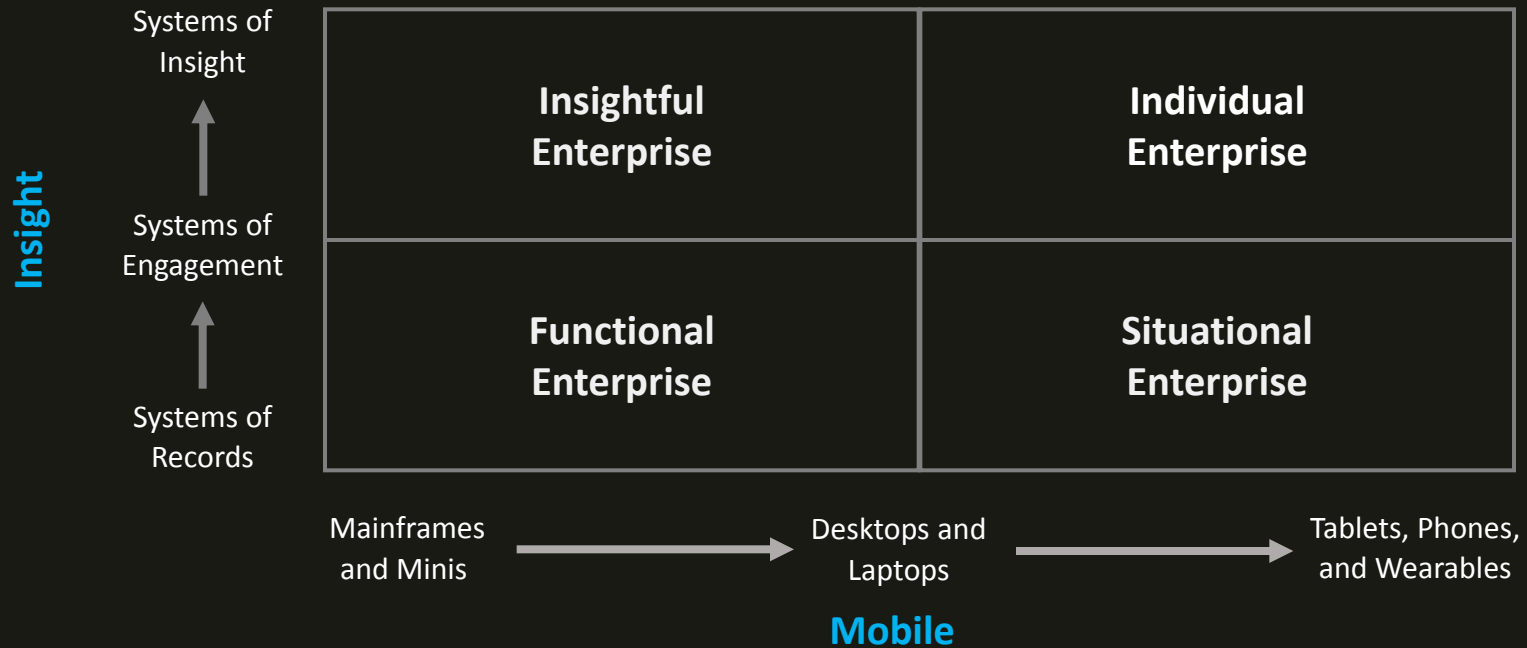 Systems of
Insight
Insightful
Enterprise
Individual
Enterprise
Insight
Systems of
Engagement
Functional
Enterprise
Situational
Enterprise
Systems of
Records
Mainframes
and Minis
Desktops and
Laptops
Tablets, Phones,
and Wearables
Mobile